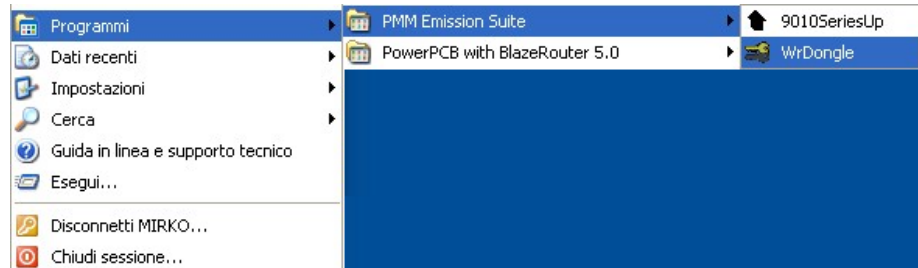 Programmi
Dati recenti
Impostazioni
Cerca
Guida in linea e supporto tecnico
Esegui...
Disconnetti MIRKO...
Chiudi sessione...
PMM Emission Suite
PowerPCB with BlazeRouter 5.0
9010SeriesUp
WrDongle